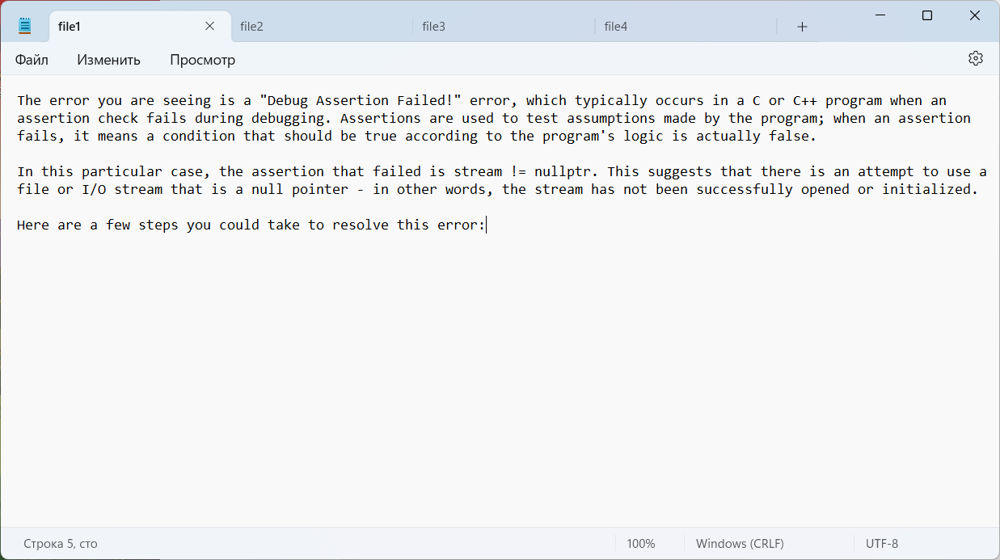 file1
file2
file3
file4
Файл Изменить Просмотр
The error you are seeing is a "Debug Assertion Failed!" error, which typically occurs in a C or C++ program when an
assertion check fails during debugging. Assertions are used to test assumptions made by the program; when an assertion
fails, it means a condition that should be true according to the program's logic is actually false.
In this particular case, the assertion that failed is stream != nullptr. This suggests that there is an attempt to use a
file or I/O stream that is a null pointer - in other words, the stream has not been successfully opened or initialized.
Here are a few steps you could take to resolve this error:
Строка 5, сто
100%
Windows (CRLF)
UTF-8